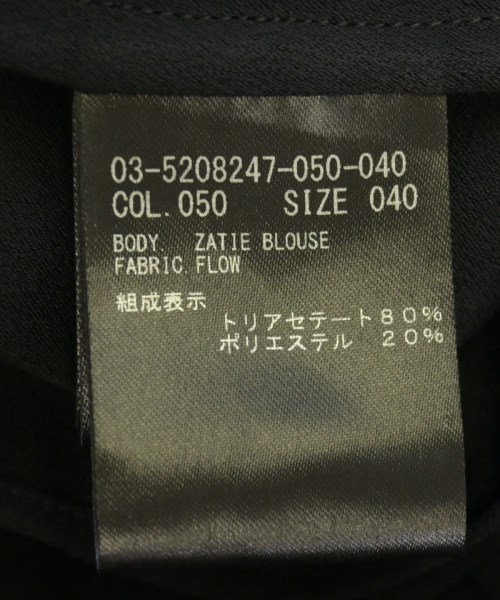 03-5208247-050-040
COL.050 SIZE 040
BODY. ZATIE BLOUSE
FABRIC.FLOW
組成表示
トリアセテート80%
ポリエステル 20%